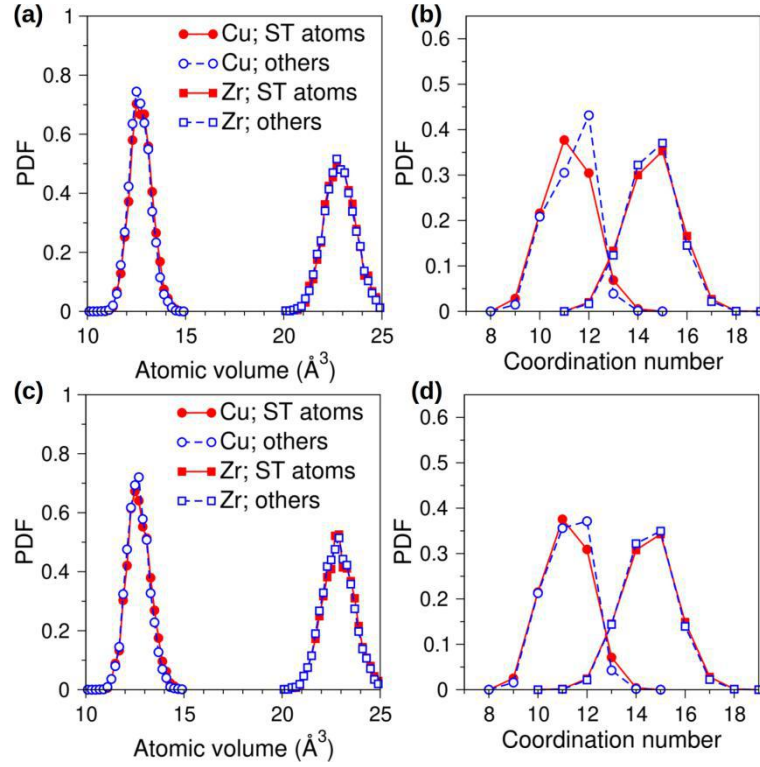 (a)
1
0.8
0.6
0.4
0.2
0
PDF
Cu; ST atoms
Cu; others
Zr; ST atoms
Zr; others
10 15 20 25
Atomic volume (Å³)
(b)
0.6
0.5
0.4
0.3
0.2
0.1
0
PDF
8 10 12 14 16 18
Coordination number
(c)
1
0.8
0.6
0.4
0.2
0
PDF
Cu; ST atoms
Cu; others
Zr; ST atoms
Zr; others
10 15 20 25
Atomic volume (Å³)
(d)
0.6
0.5
0.4
0.3
0.2
0.1
0
PDF
8 10 12 14 16 18
Coordination number